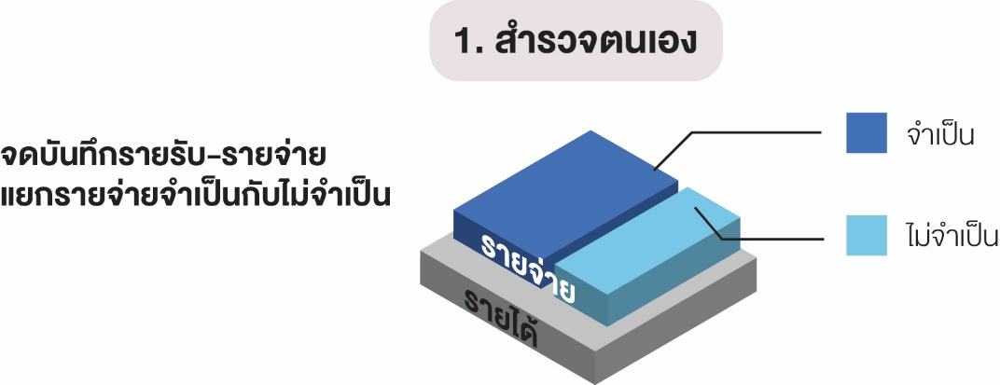 1. สำรวจตนเอง
จดบันทึกรายรับ-รายจ่าย
แยกรายจ่ายจำเป็นกับไม่จำเป็น
จำเป็น
ไม่จำเป็น
รายจ่าย
รายได้